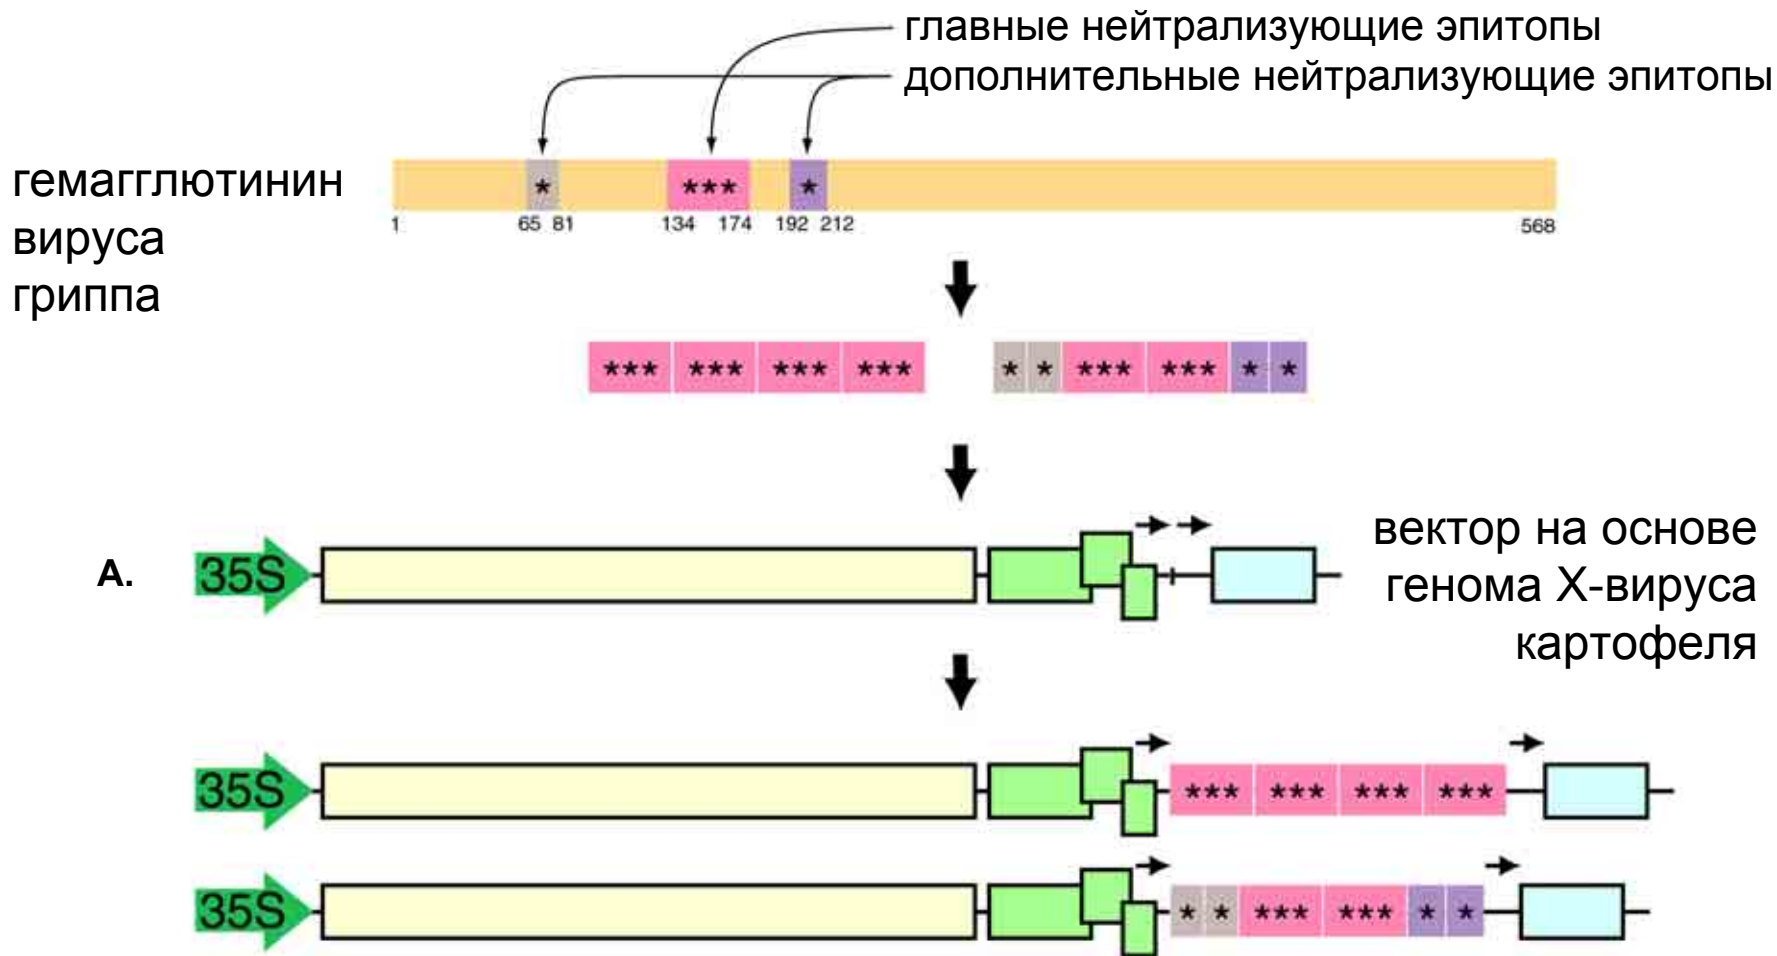 главные нейтрализующие эпитопы
дополнительные нейтрализующие эпитопы
гемагглютинин
вируса
гриппа
* *** *
1 65 81 134 174 192 212 568
*** *** *** *** * * *** *** * *
А. 35S
вектор на основе
генома Х-вируса
картофеля
35S *** *** *** ***
35S * * *** *** * *